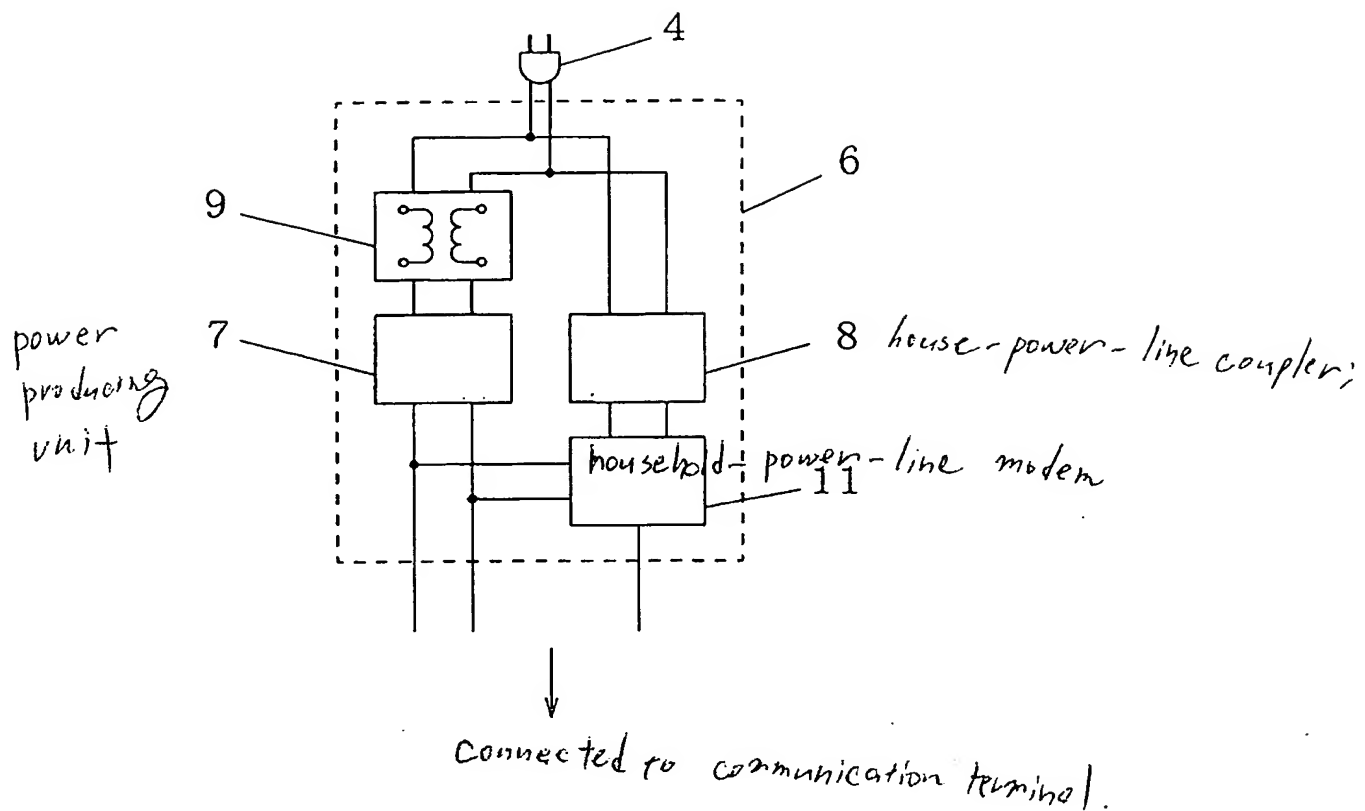 4
6
9
power
producing
unit
7
8 house-power-line coupler;
household-power-line modem
11
Connected to communication terminal.